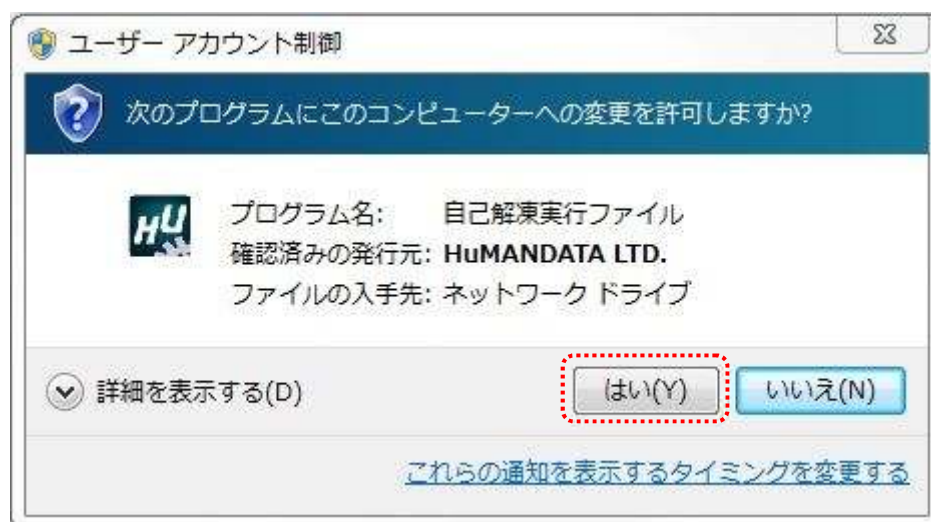 ユーザー アカウント制御
次のプログラムにこのコンピューターへの変更を許可しますか?
HU
プログラム名: 自己解凍実行ファイル
確認済みの発行元: HuMANDATA LTD.
ファイルの入手先: ネットワーク ドライブ
詳細を表示する(D) はい(Y) いいえ(N)
これらの通知を表示するタイミングを変更する